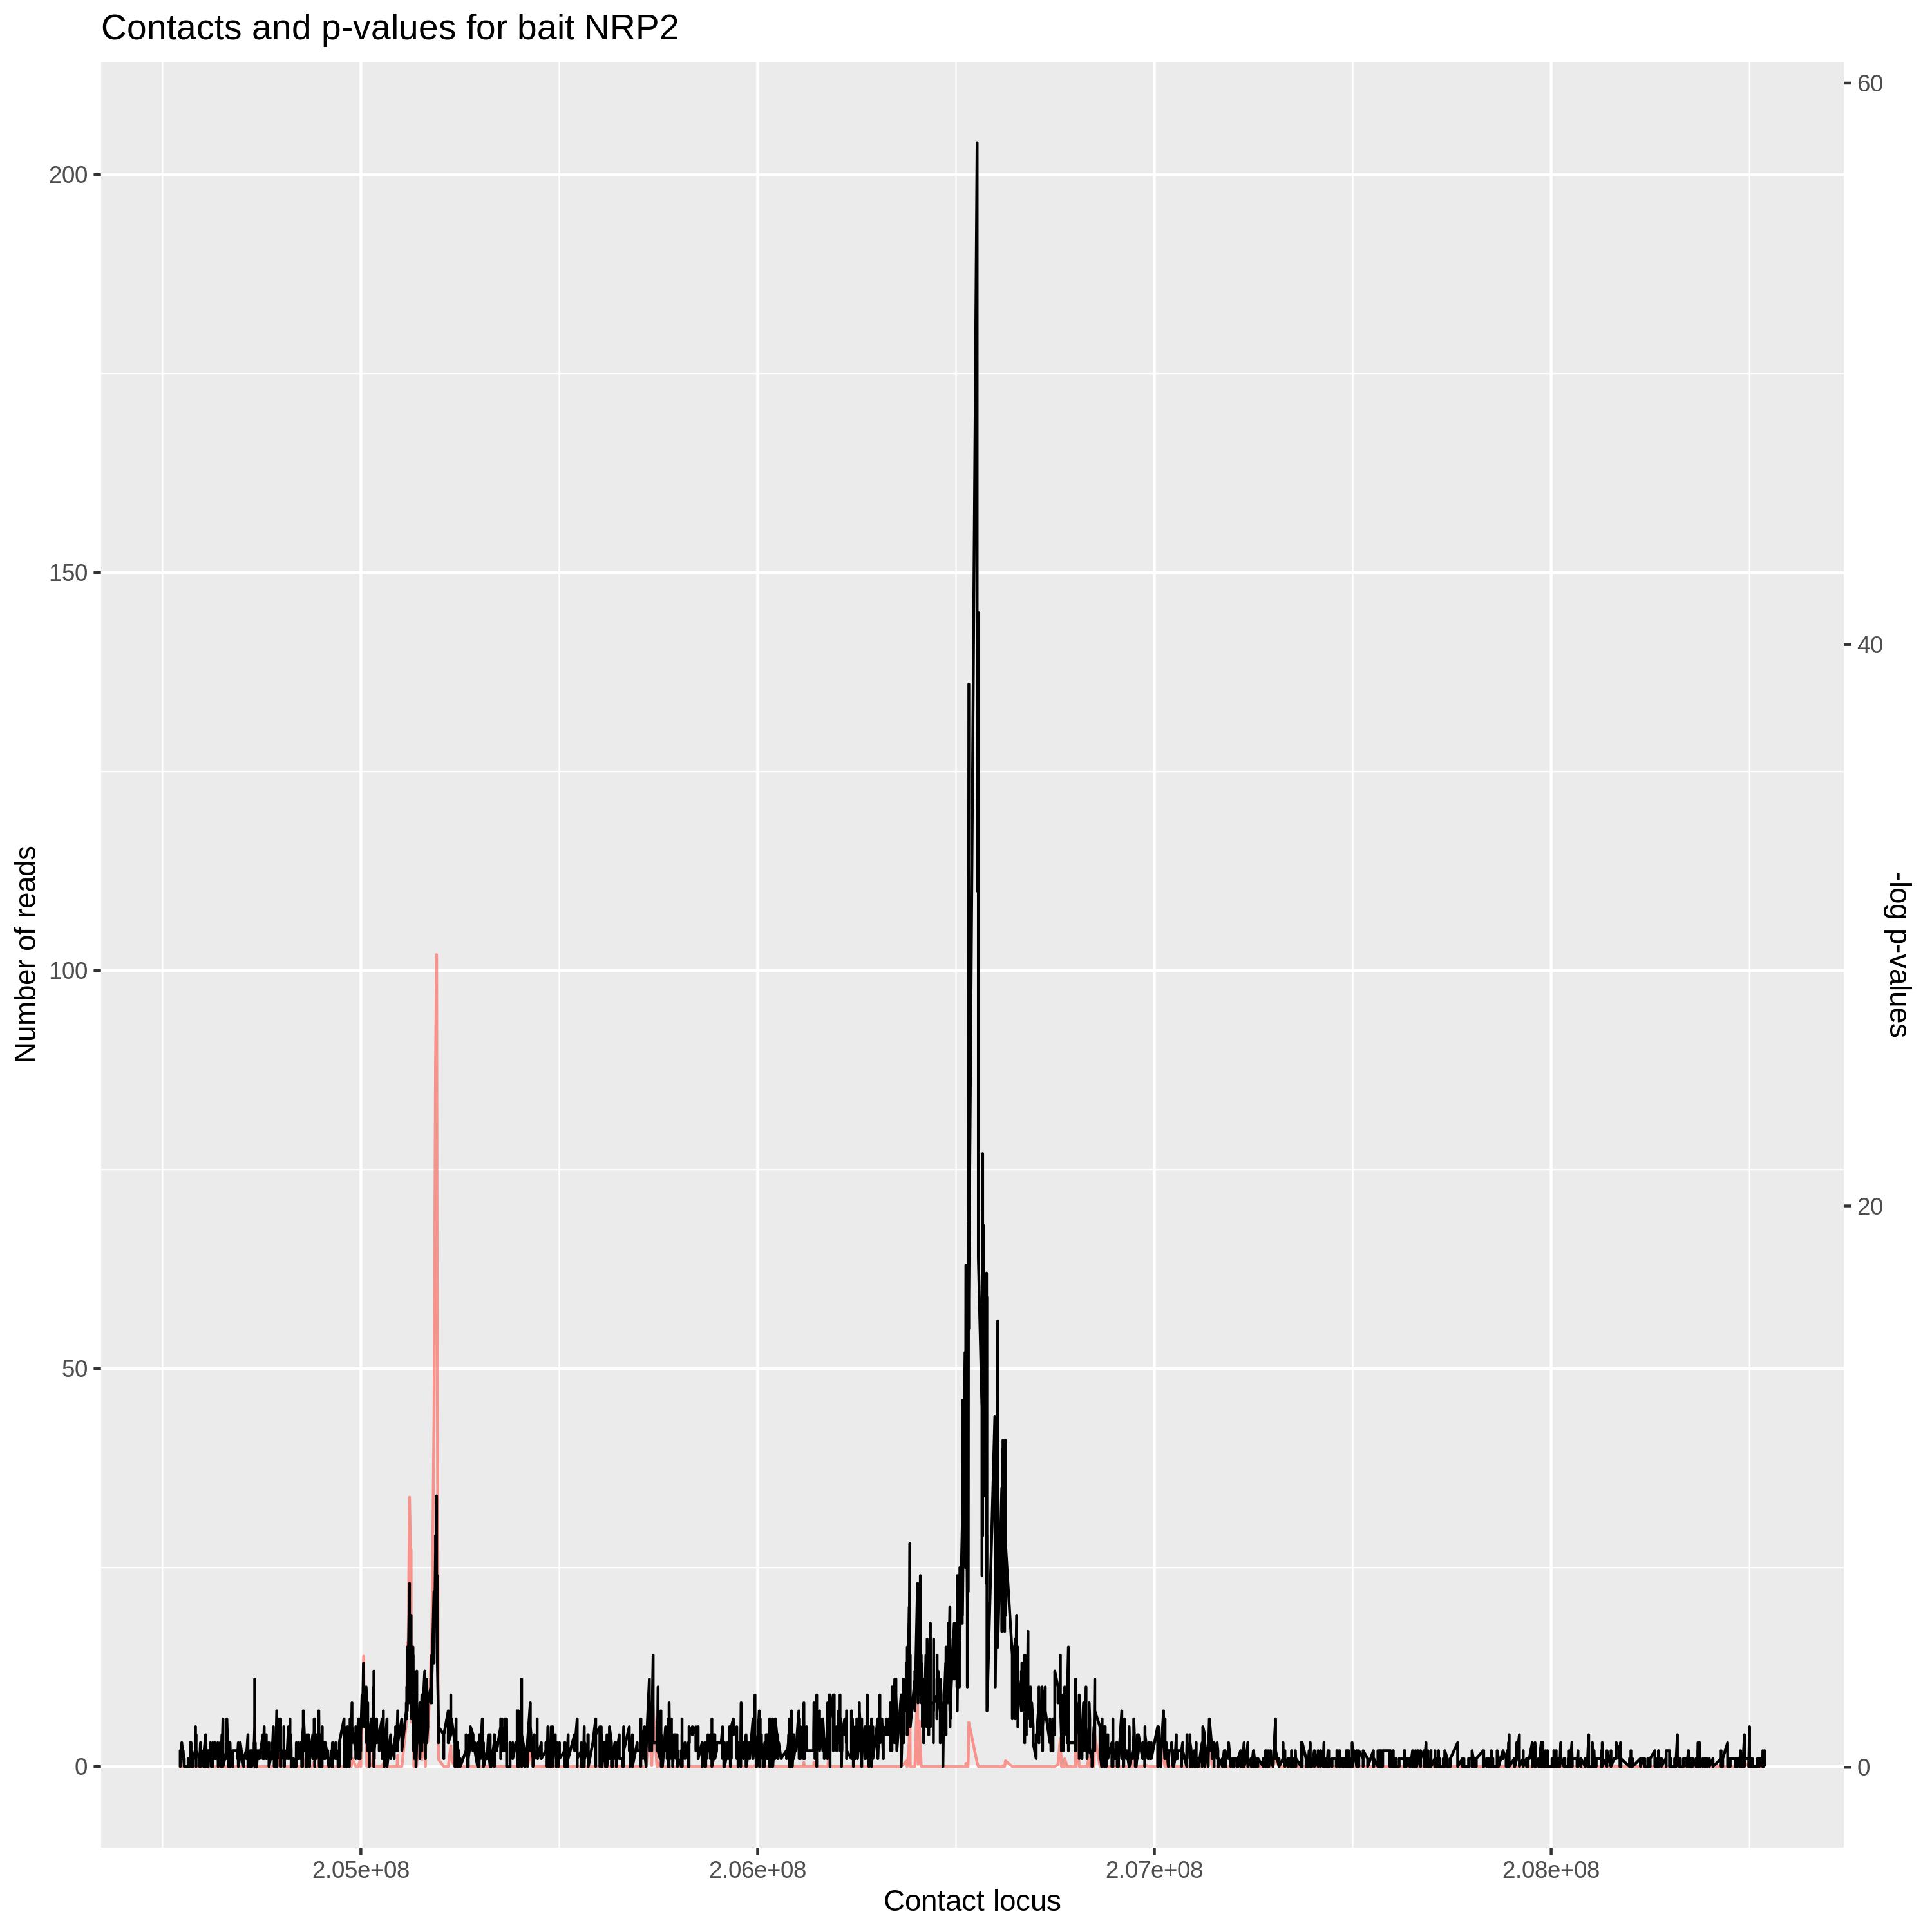 Contacts and p-values for bait NRP2
Number of reads
200
150
100
50
0
60
40
20
0
-log p-values
2.05e+08
2.06e+08
2.07e+08
2.08e+08
Contact locus